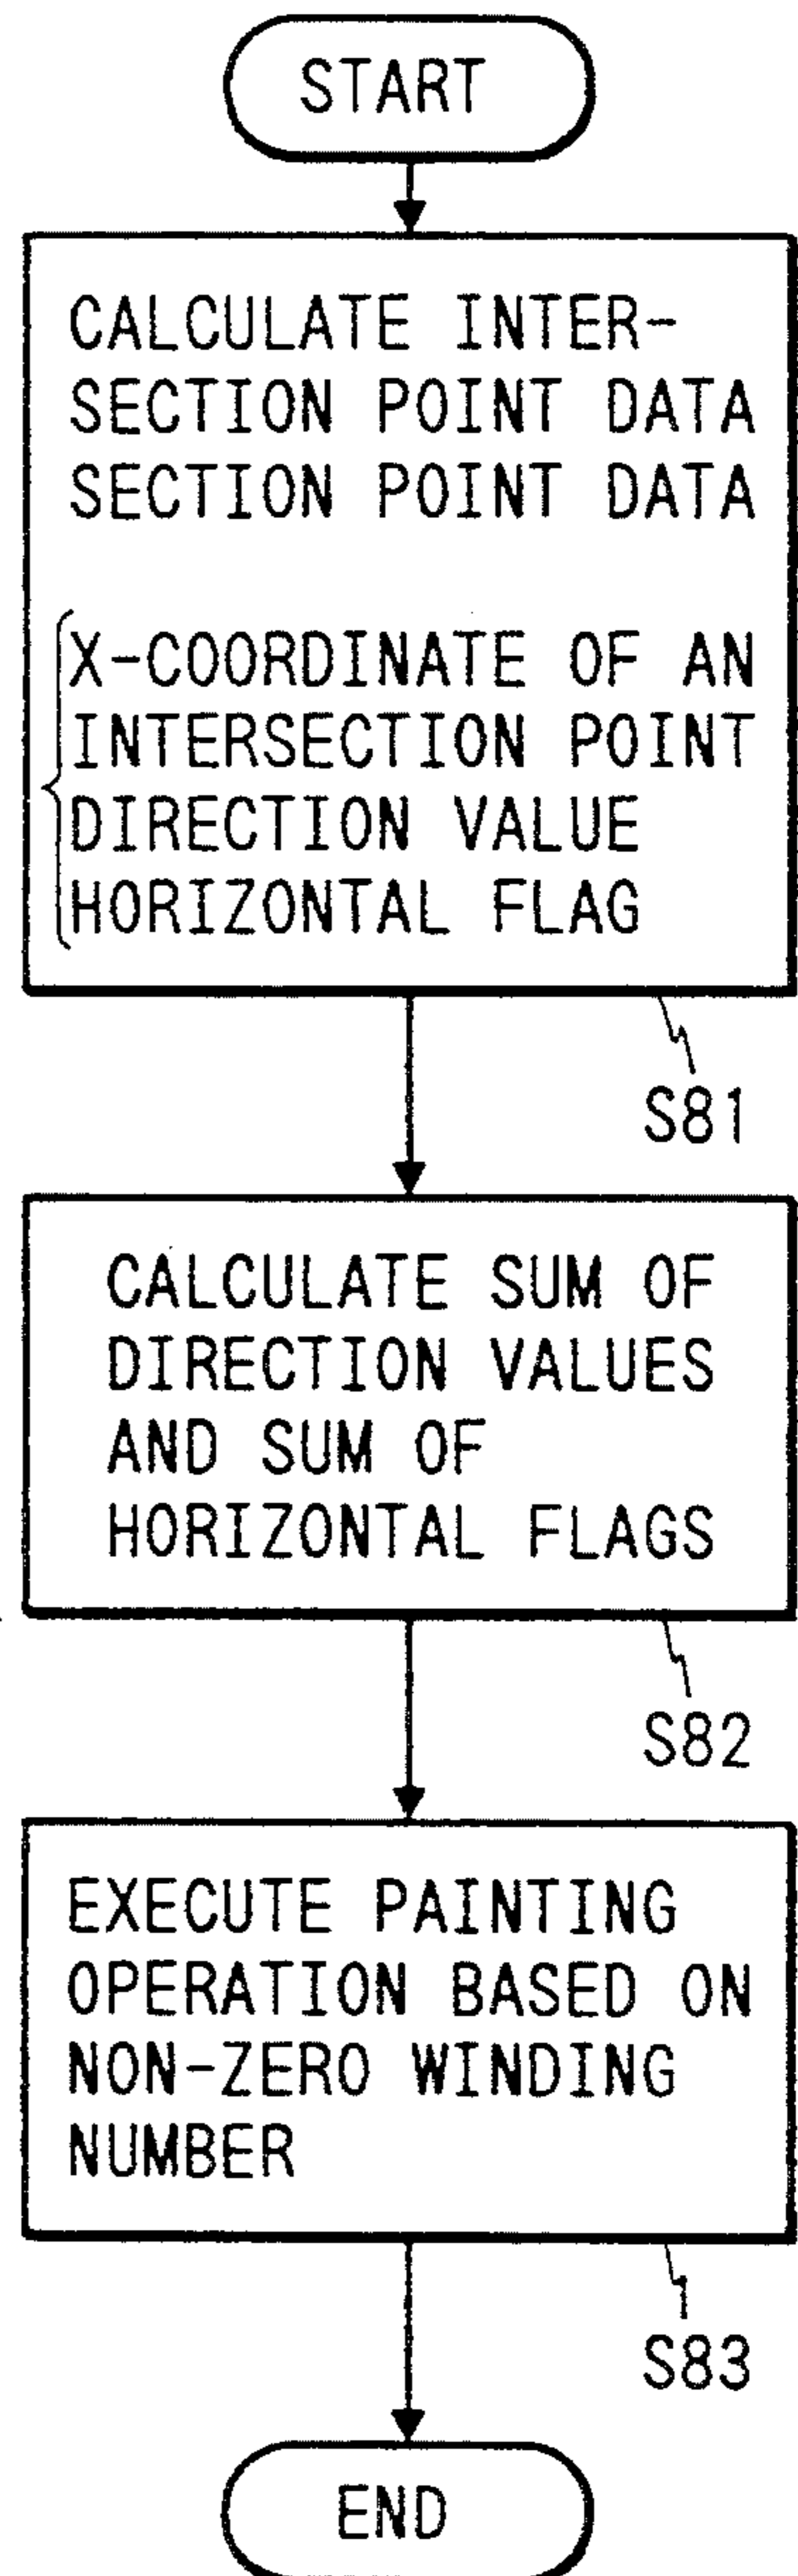 START
CALCULATE INTER-
SECTION POINT DATA
SECTION POINT DATA
X-COORDINATE OF AN
INTERSECTION POINT
DIRECTION VALUE
HORIZONTAL FLAG
S81
CALCULATE SUM OF
DIRECTION VALUES
AND SUM OF
HORIZONTAL FLAGS
S82
EXECUTE PAINTING
OPERATION BASED ON
NON-ZERO WINDING
NUMBER
S83
END